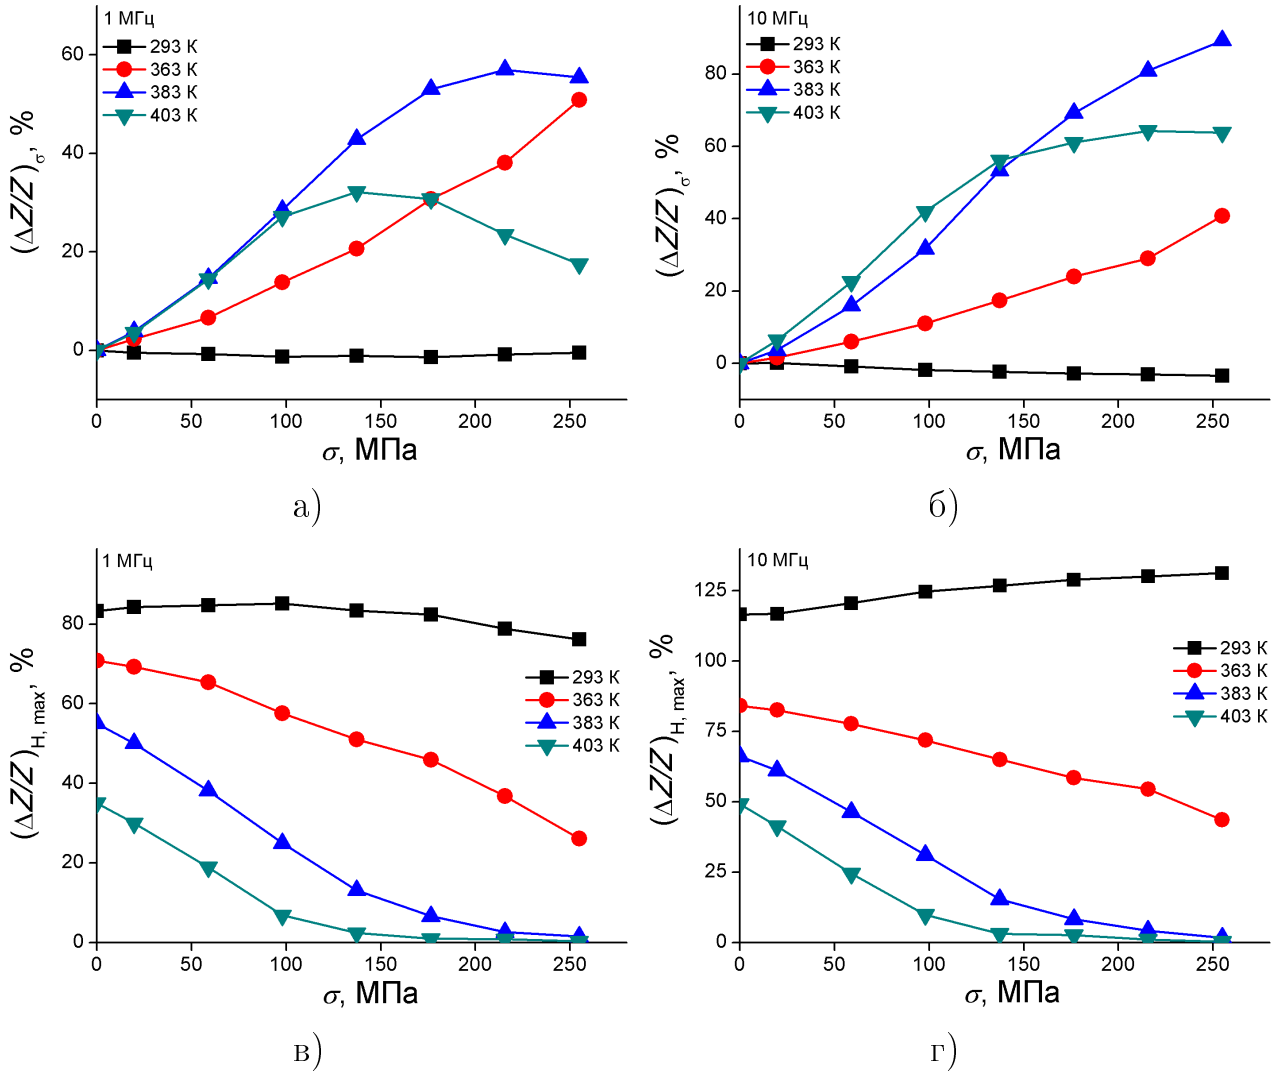 1 МГц
293 К
363 К
383 К
403 К
(ΔZ/Z)σ, %
60
40
20
0
0 50 100 150 200 250
σ, МПа
а)
10 МГц
293 К
363 К
383 К
403 К
(ΔZ/Z)σ, %
80
60
40
20
0
0 50 100 150 200 250
σ, МПа
б)
1 МГц
293 К
363 К
383 К
403 К
(ΔZ/Z)H, max, %
80
60
40
20
0
0 50 100 150 200 250
σ, МПа
в)
10 МГц
293 К
363 К
383 К
403 К
(ΔZ/Z)H, max, %
125
100
75
50
25
0
0 50 100 150 200 250
σ, МПа
г)